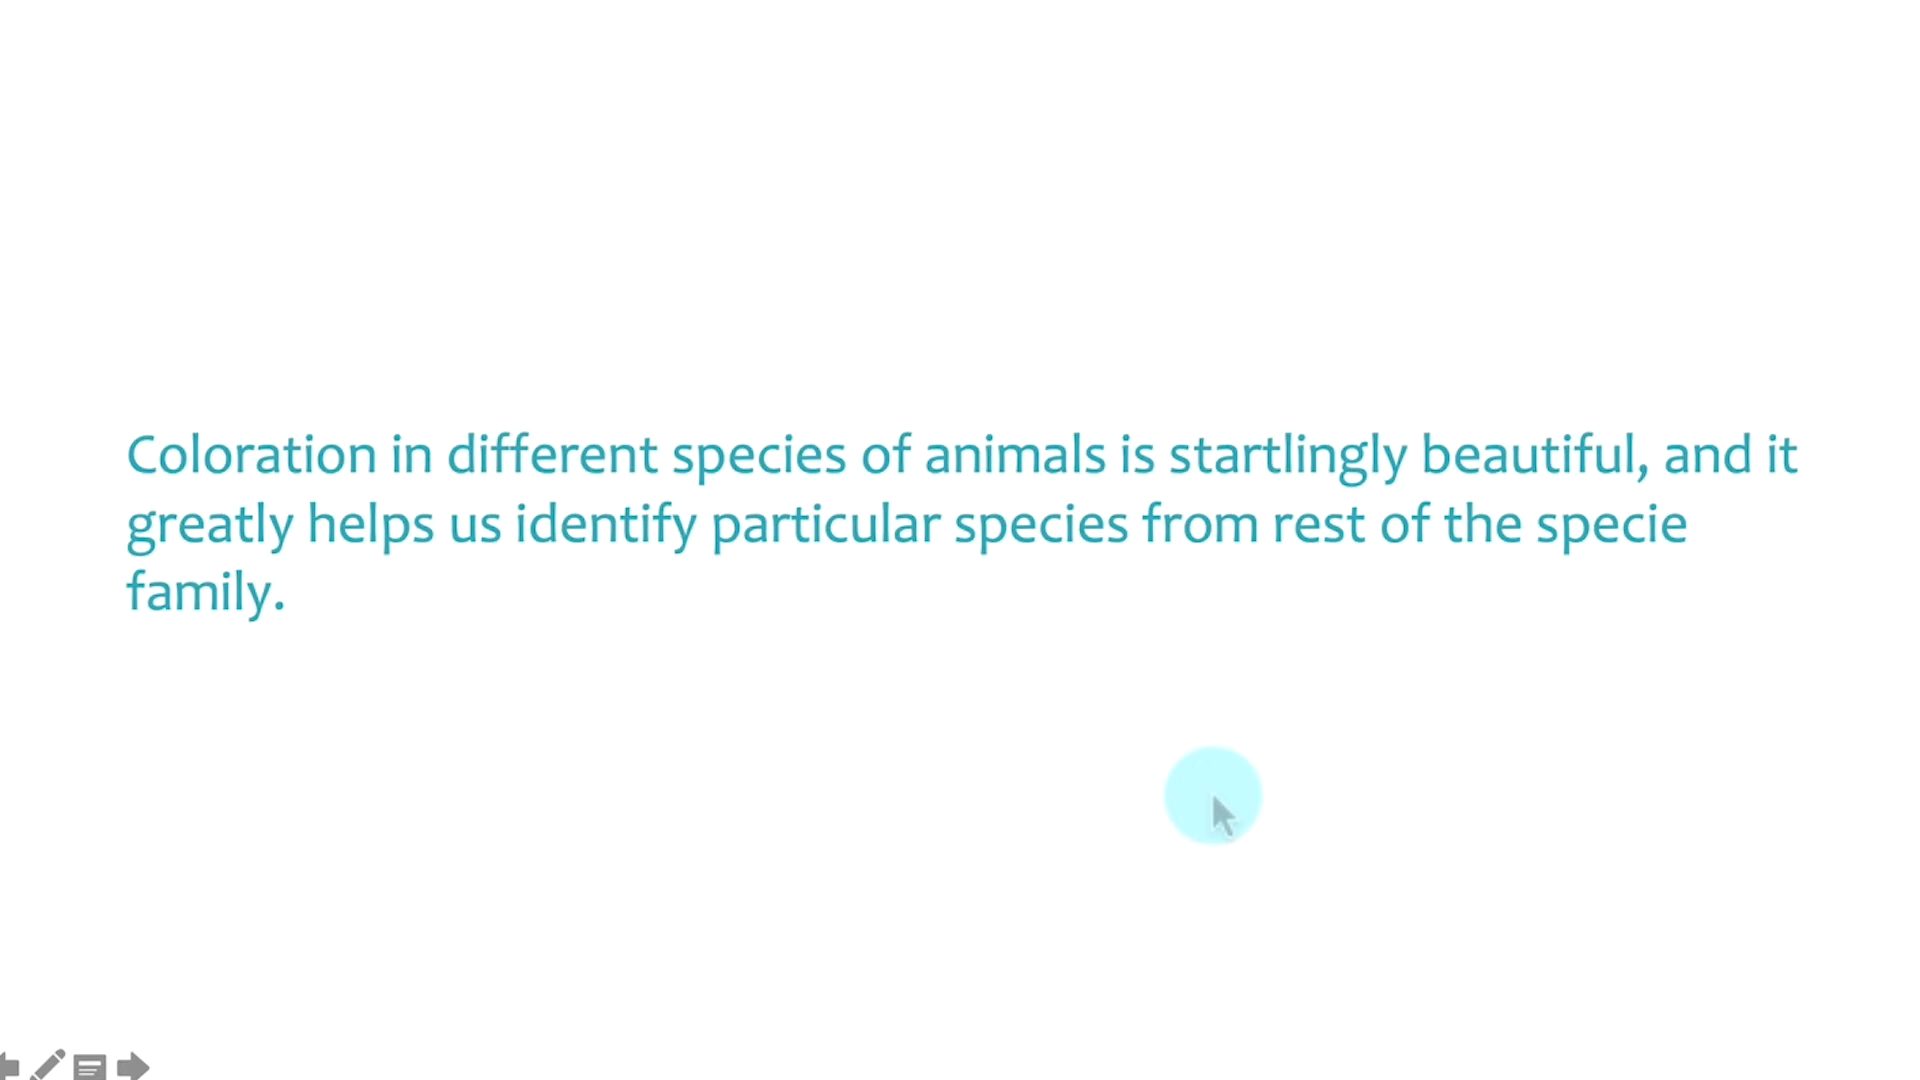 Coloration in different species of animals is startlingly beautiful, and it
greatly helps us identify particular species from rest of the specie
family.